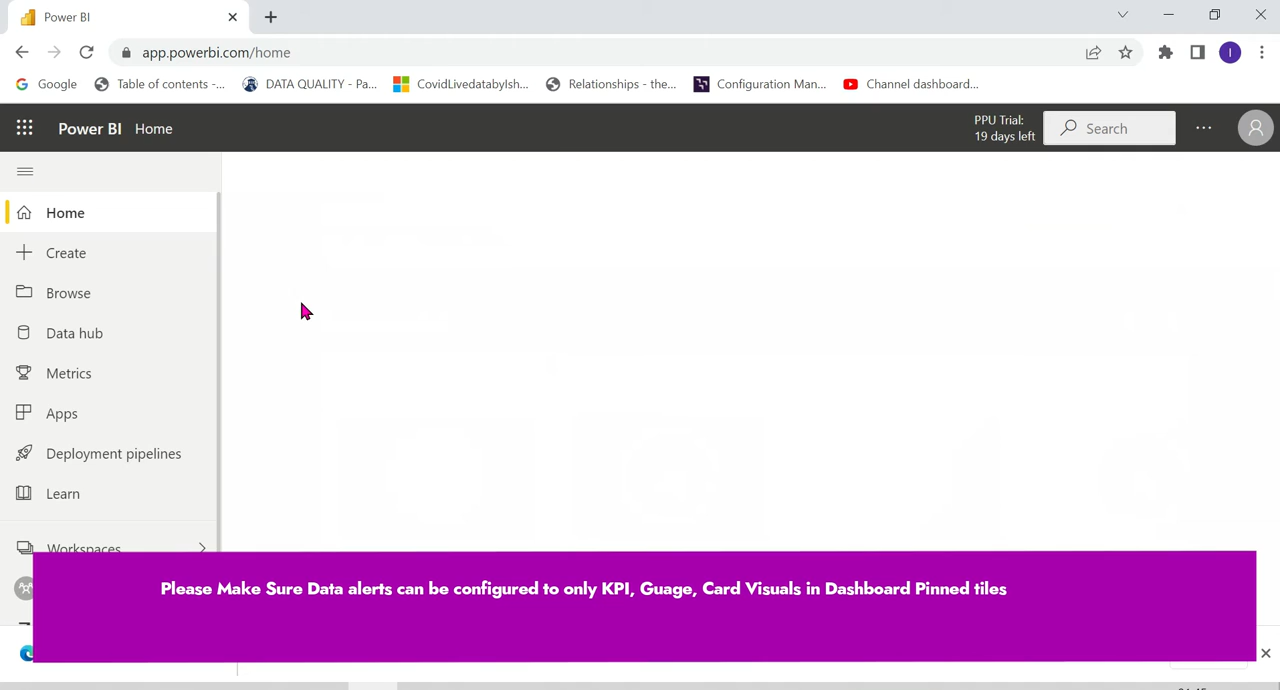 Power BI
app.powerbi.com/home
I
Google
Table of contents -...
DATA QUALITY - Pa...
CovidLivedatabyIsh...
Relationships - the...
Configuration Man...
Channel dashboard...
Power BI Home
PPU Trial:
19 days left
Search
Home
Create
Browse
Data hub
Metrics
Apps
Deployment pipelines
Learn
Workspaces
Please Make Sure Data alerts can be configured to only KPI, Guage, Card Visuals in Dashboard Pinned tiles